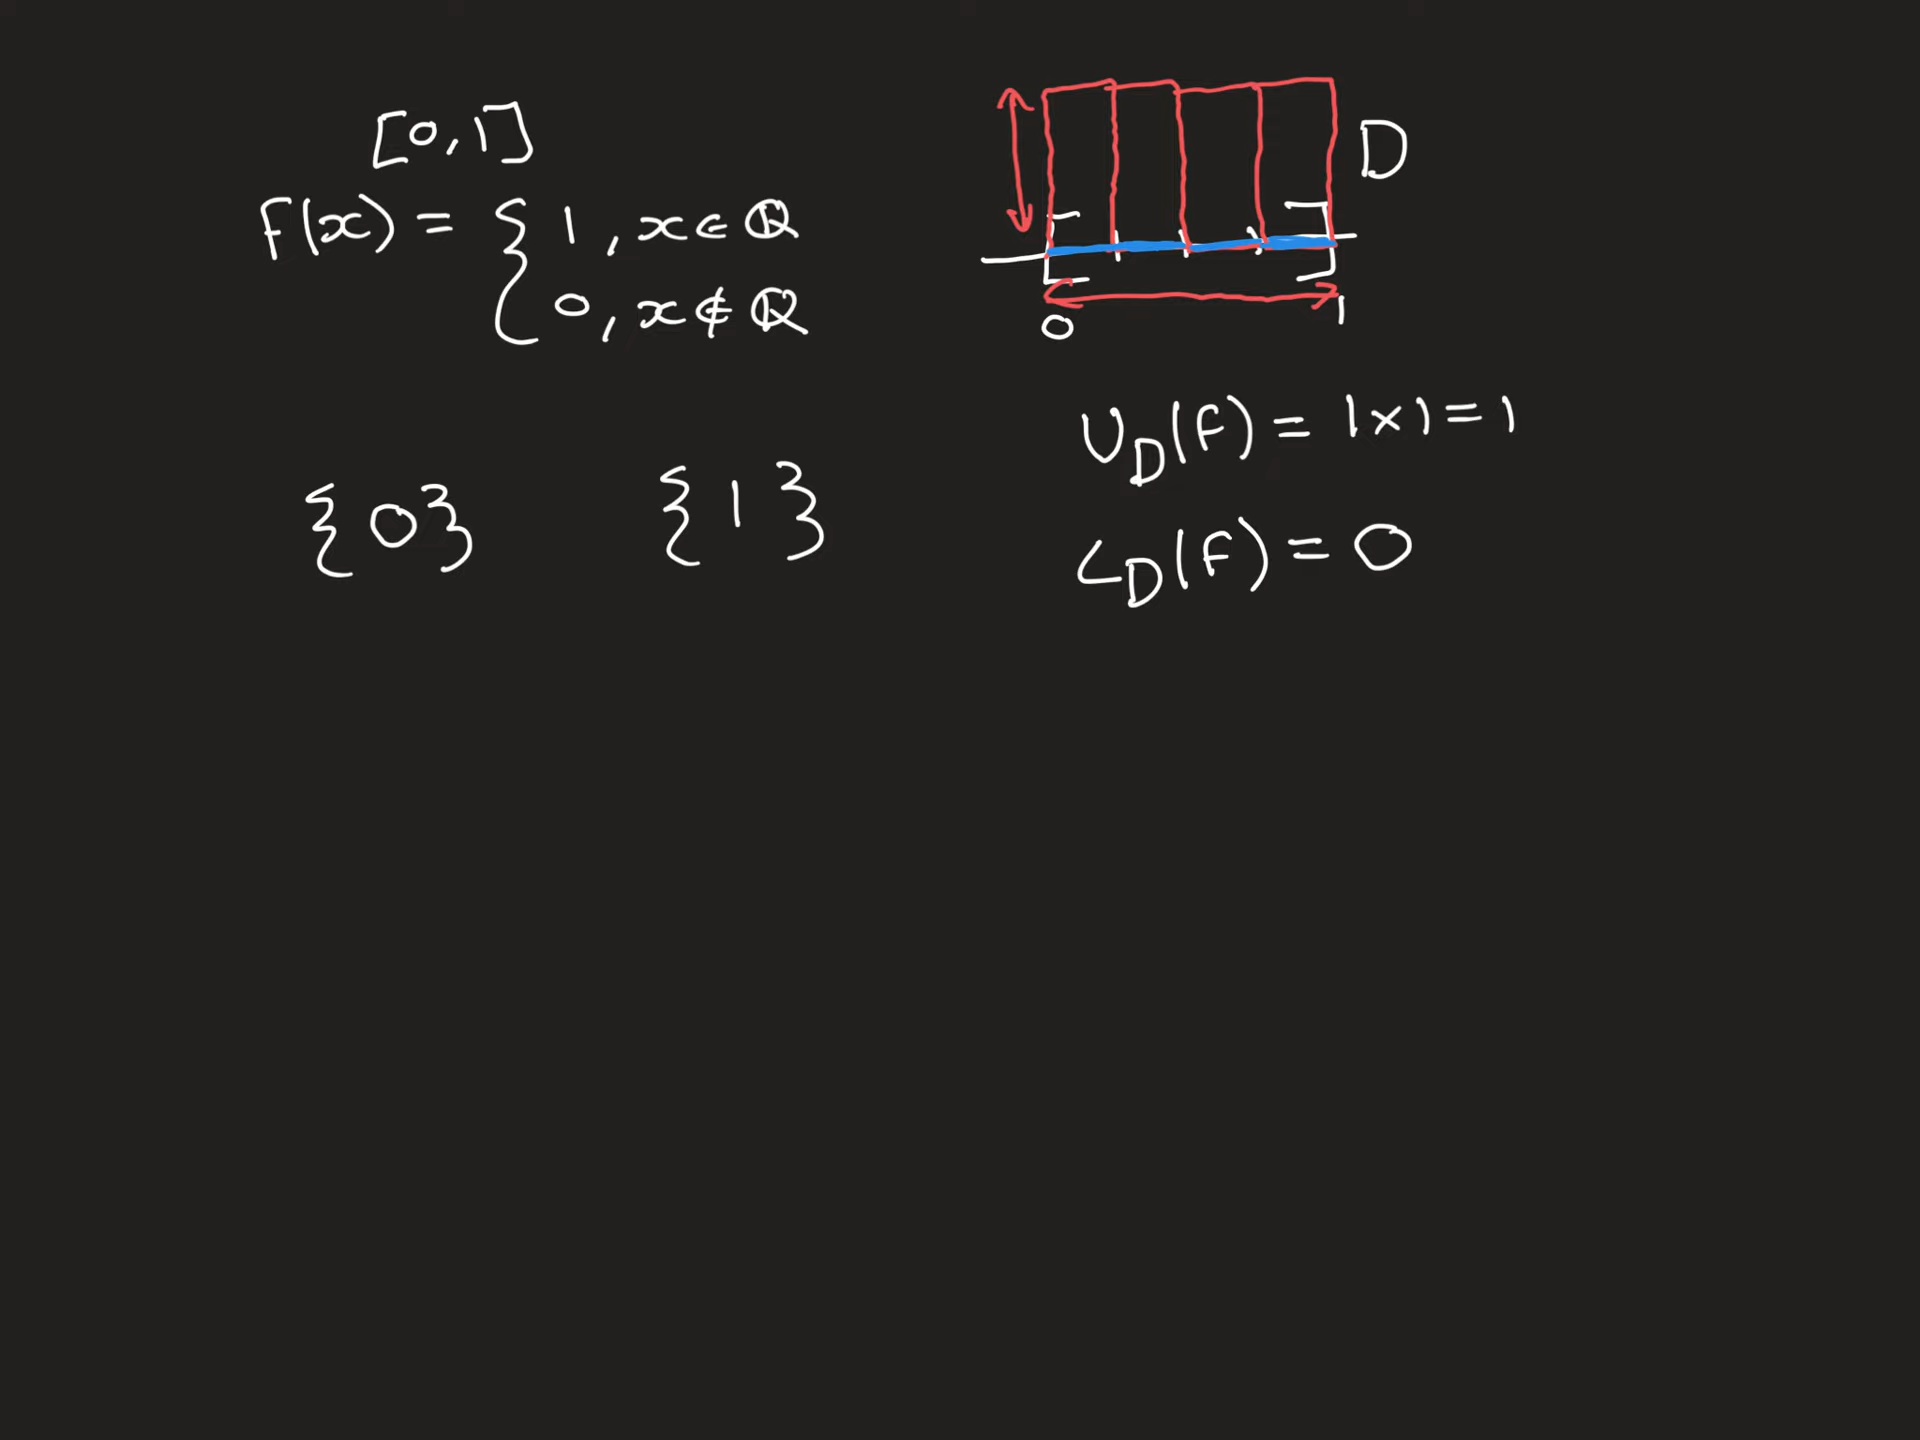 [0,1]
f(x) = { 1, x ∈ ℚ
0, x ∉ ℚ
D
0 1
U_D(f) = 1 × 1 = 1
{0} {1}
L_D(f) = 0